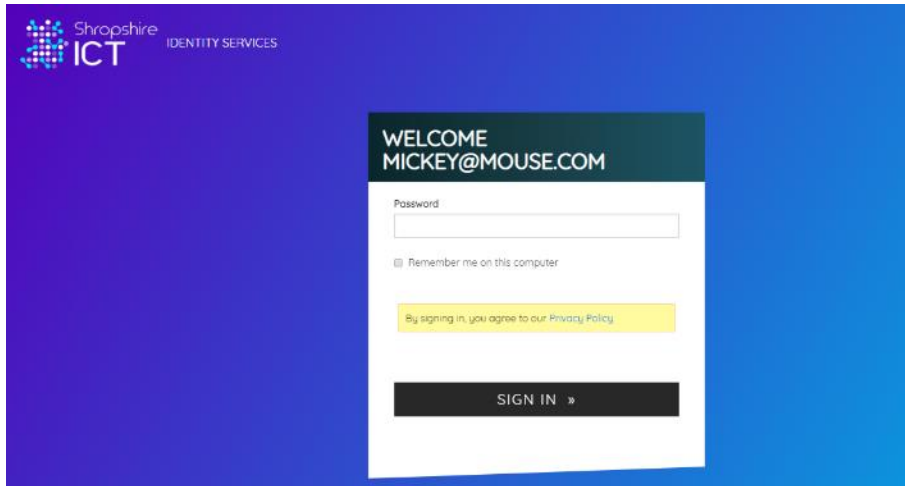 Shropshire
ICT IDENTITY SERVICES
WELCOME
MICKEY@MOUSE.COM
Password
Remember me on this computer
By signing in, you agree to our Privacy Policy
SIGN IN »